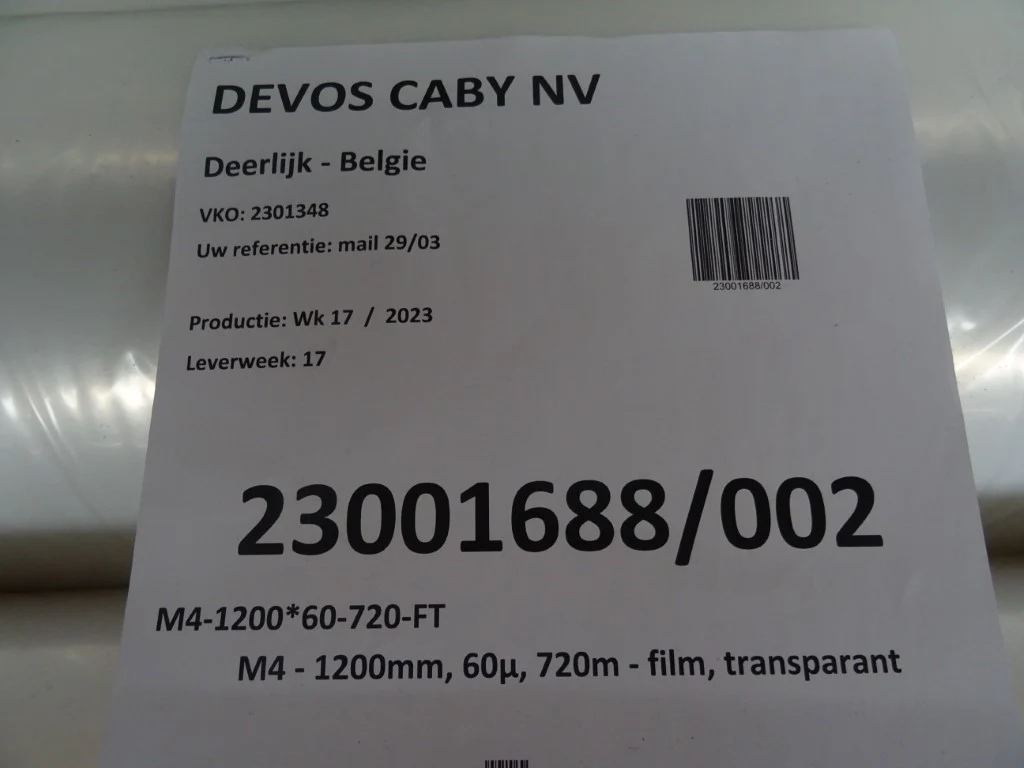 DEVOS CABY NV
Deerlijk - Belgie
VKO: 2301348
Uw referentie: mail 29/03
23001688/002
Productie: Wk 17 / 2023
Leverweek: 17
23001688/002
M4-1200*60-720-FT
M4 - 1200mm, 60µ, 720m - film, transparant